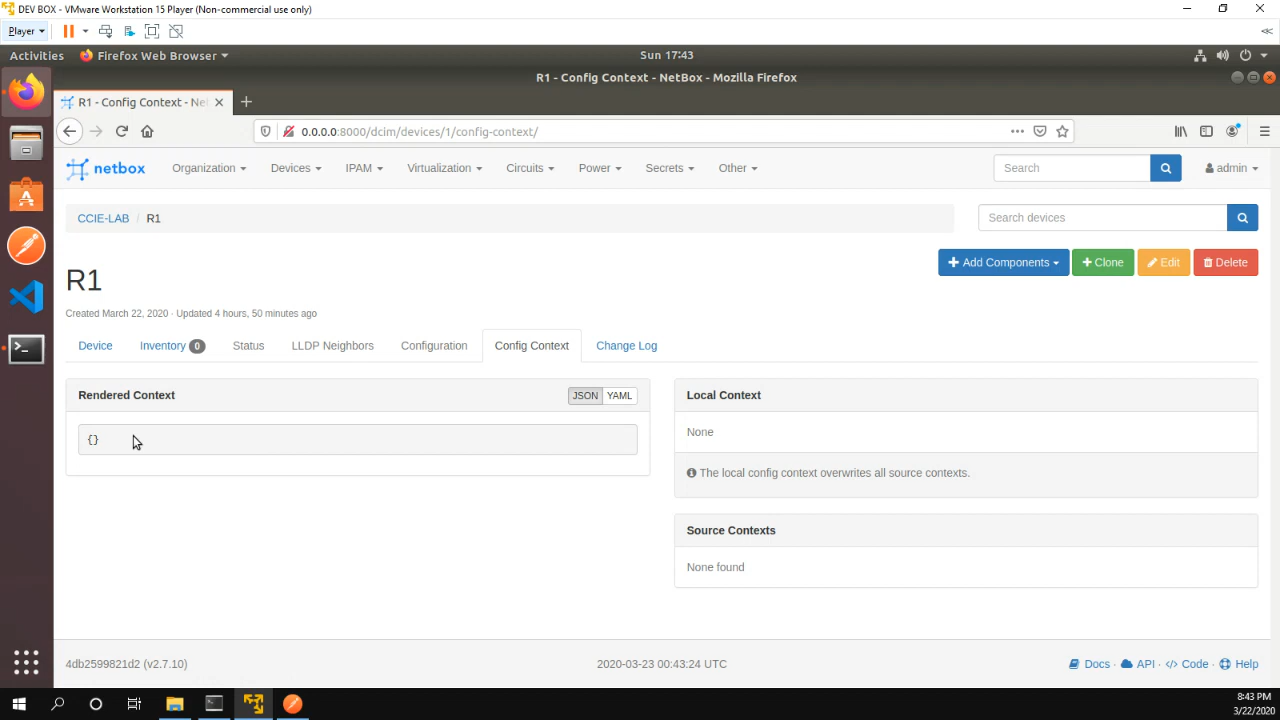 DEV BOX - VMware Workstation 15 Player (Non-commercial use only)
Player
Activities Firefox Web Browser Sun 17:43
R1 - Config Context - NetBox - Mozilla Firefox
R1 - Config Context - Net
0.0.0.0:8000/dcim/devices/1/config-context/
netbox Organization Devices IPAM Virtualization Circuits Power Secrets Other Search admin
CCIE-LAB / R1 Search devices
Add Components Clone Edit Delete
R1
Created March 22, 2020 · Updated 4 hours, 50 minutes ago
Device Inventory 0 Status LLDP Neighbors Configuration Config Context Change Log
Rendered Context JSON YAML
{}
Local Context
None
The local config context overwrites all source contexts.
Source Contexts
None found
4db2599821d2 (v2.7.10) 2020-03-23 00:43:24 UTC Docs · API · Code · Help
8:43 PM
3/22/2020